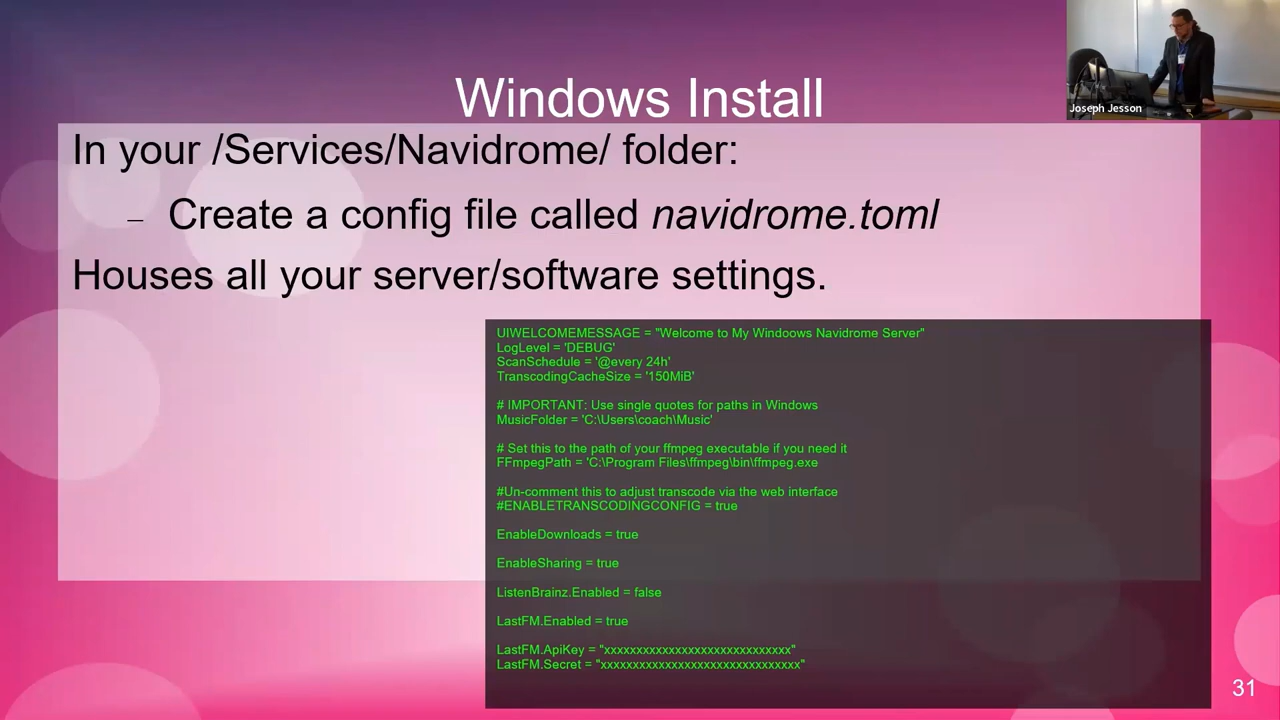 Joseph Jesson
Windows Install
In your /Services/Navidrome/ folder:
– Create a config file called navidrome.toml
Houses all your server/software settings.
UIWELCOMEMESSAGE = "Welcome to My Windoows Navidrome Server"
LogLevel = 'DEBUG'
ScanSchedule = '@every 24h'
TranscodingCacheSize = '150MiB'
# IMPORTANT: Use single quotes for paths in Windows
MusicFolder = 'C:\Users\coach\Music'
# Set this to the path of your ffmpeg executable if you need it
FFmpegPath = 'C:\Program Files\ffmpeg\bin\ffmpeg.exe
#Un-comment this to adjust transcode via the web interface
#ENABLETRANSCODINGCONFIG = true
EnableDownloads = true
EnableSharing = true
ListenBrainz.Enabled = false
LastFM.Enabled = true
LastFM.ApiKey = "xxxxxxxxxxxxxxxxxxxxxxxxxxxxx"
LastFM.Secret = "xxxxxxxxxxxxxxxxxxxxxxxxxxxxxxx"
31